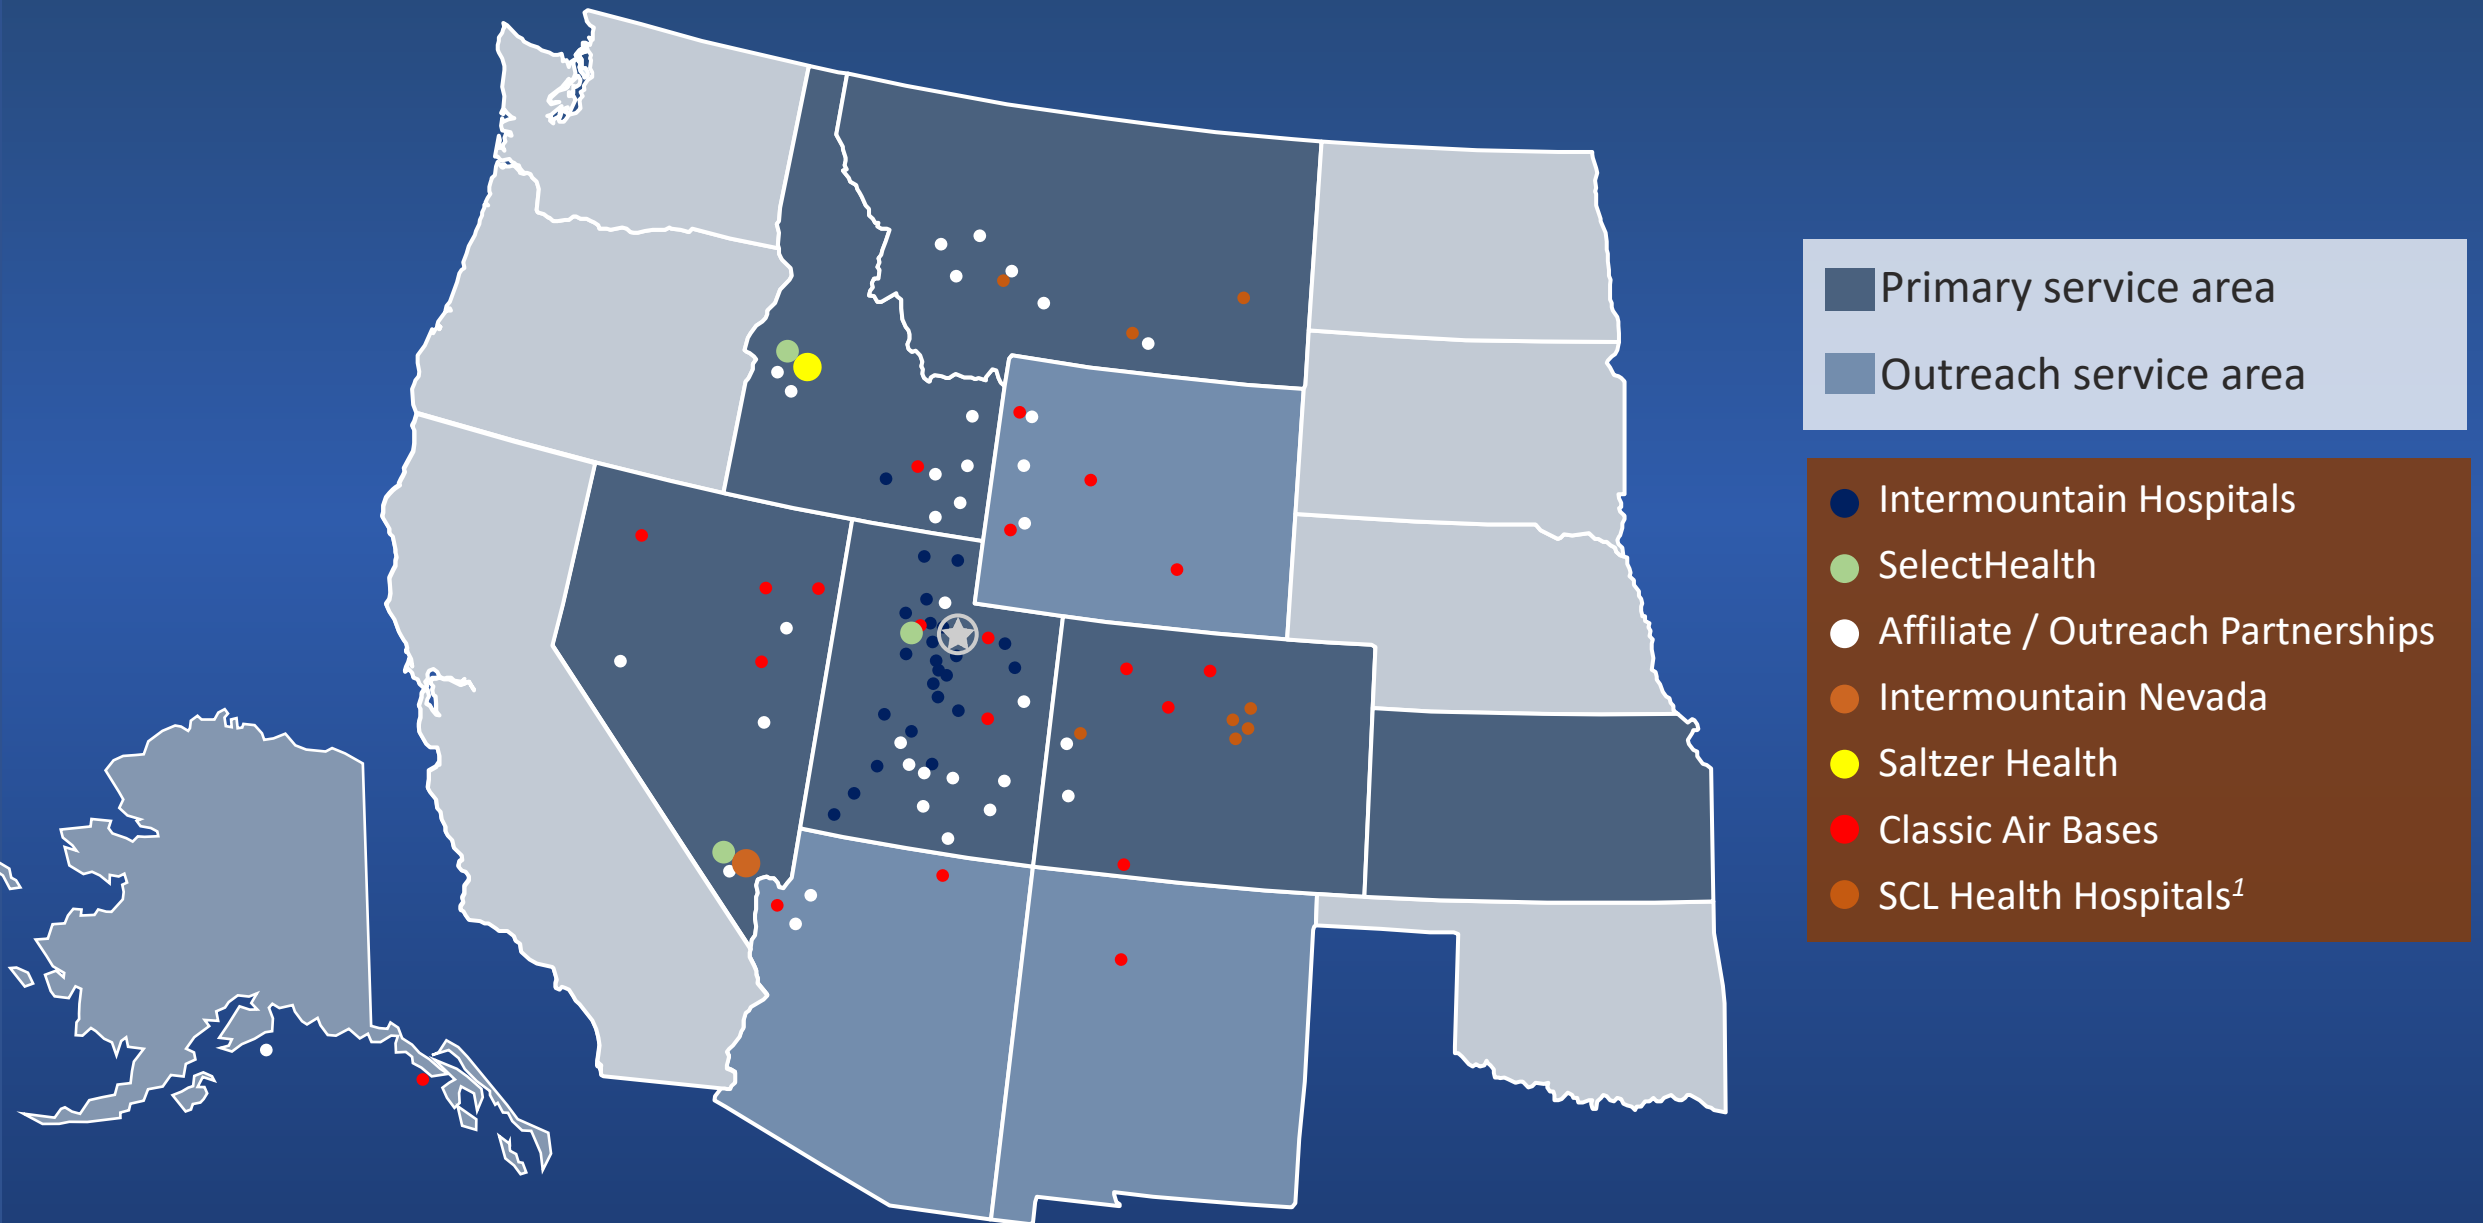 Primary service area
Outreach service area
Intermountain Hospitals
SelectHealth
Affiliate / Outreach Partnerships
Intermountain Nevada
Saltzer Health
Classic Air Bases
SCL Health Hospitals¹